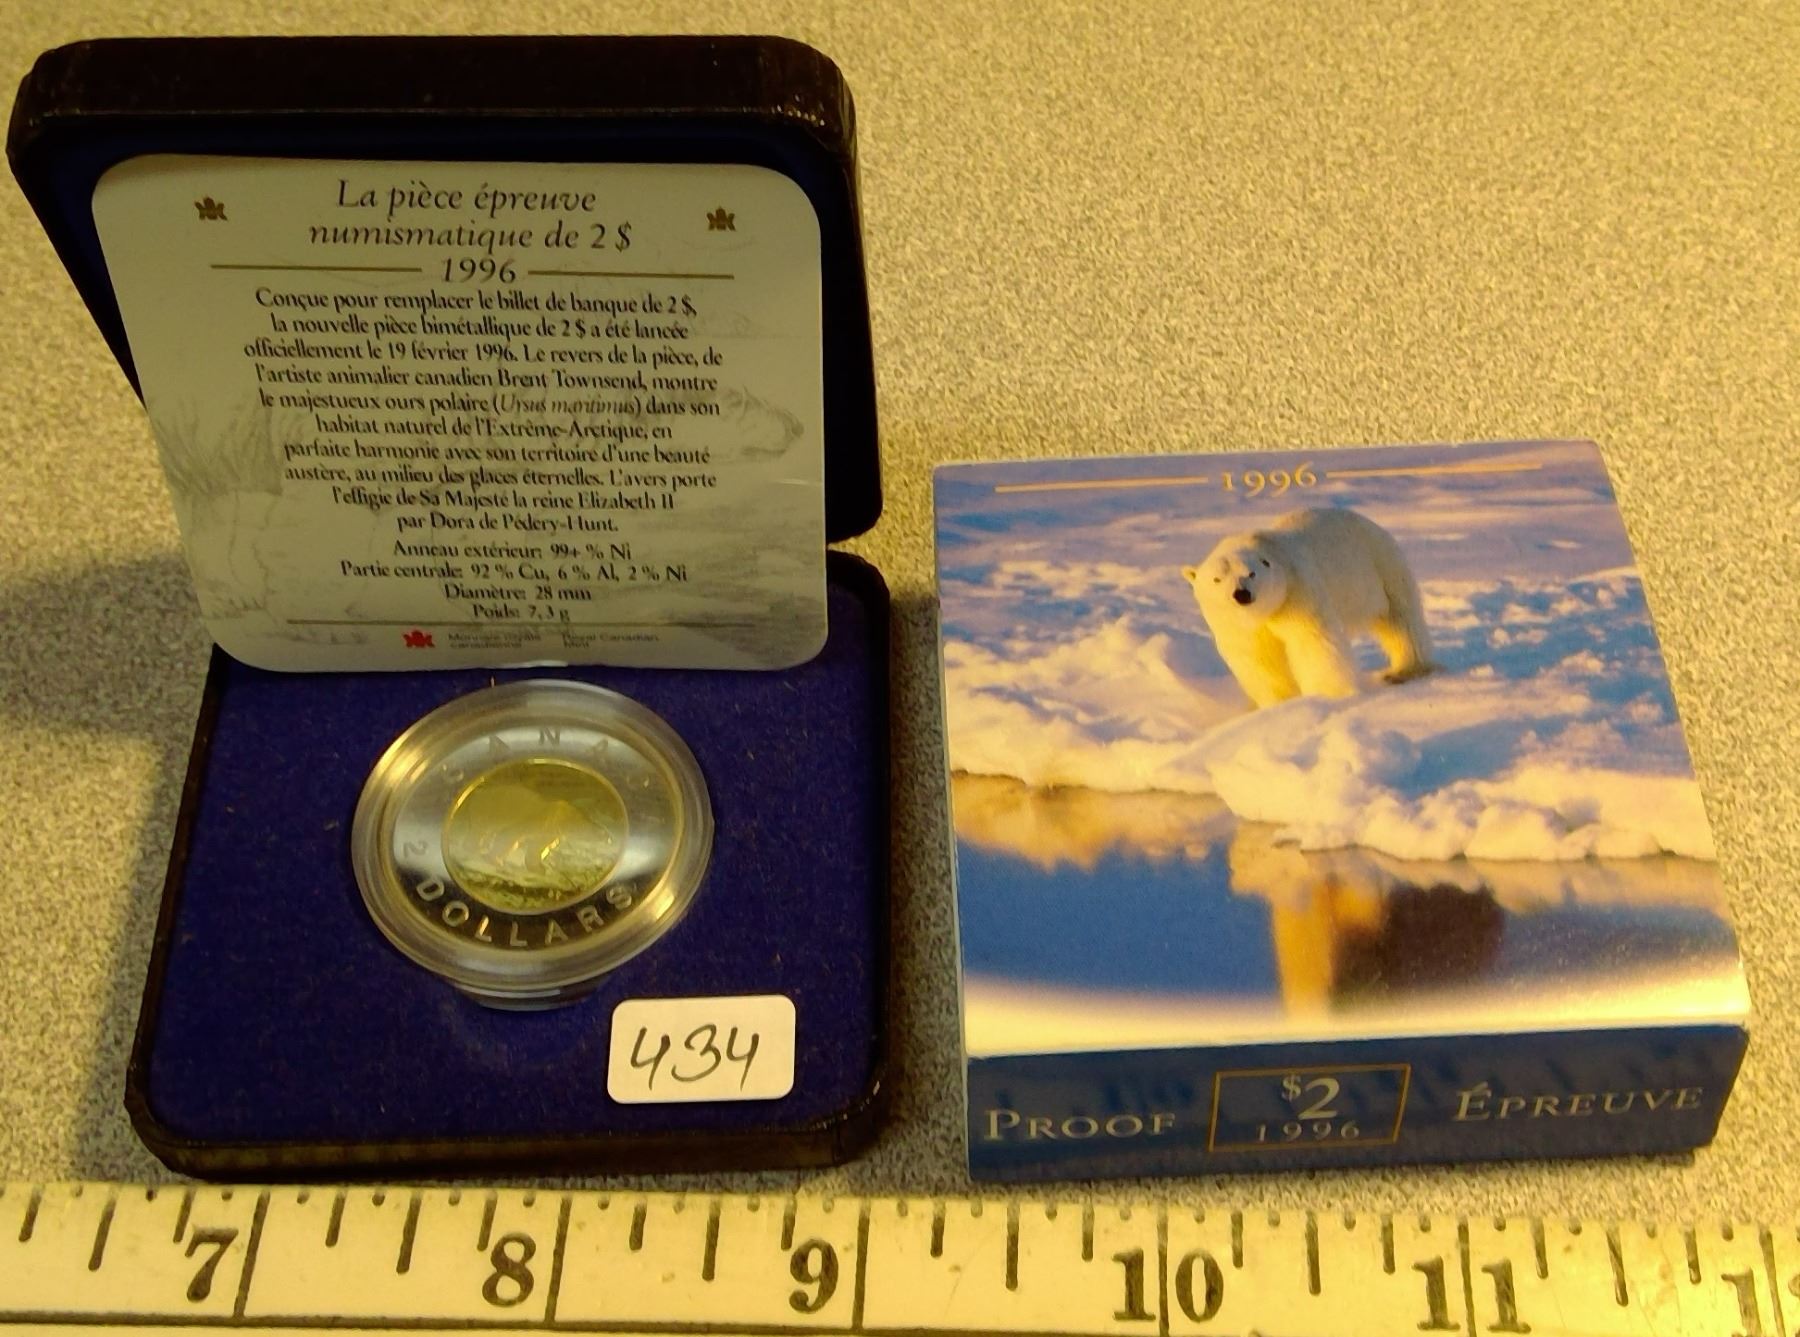 La pièce épreuve
numismatique de 2 $
1996
Conçue pour remplacer le billet de banque de 2 $,
la nouvelle pièce bimétallique de 2 $ a été lancée
officiellement le 19 février 1996. Le revers de la pièce, de
l'artiste animalier canadien Brent Townsend, montre
le majestueux ours polaire (Ursus maritimus) dans son
habitat naturel de l'Extrême-Arctique, en
parfaite harmonie avec son territoire d'une beauté
austère, au milieu des glaces éternelles. L'avers porte
l'effigie de Sa Majesté la reine Elizabeth II
par Dora de Pédery-Hunt.
Anneau extérieur: 99+ % Ni
Partie centrale: 92 % Cu, 6 % Al, 2 % Ni
Diamètre: 28 mm
Poids: 7,3 g
Monnaie royale Royal Canadian
canadienne Mint
CANADA
2 DOLLARS
434
1996
PROOF
$2
1996
ÉPREUVE
7 8 9 10 11